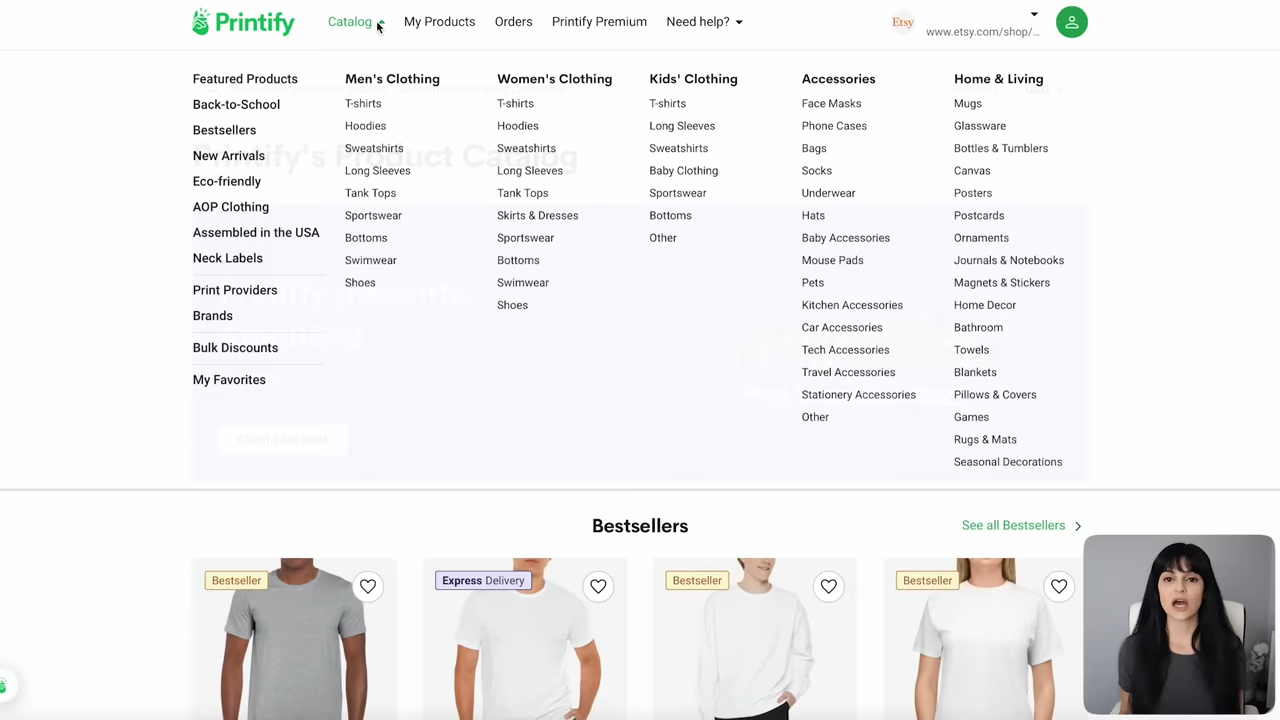 Printify
Catalog
My Products
Orders
Printify Premium
Need help?
Etsy
www.etsy.com/shop/...
Featured Products
Back-to-School
Bestsellers
New Arrivals
Eco-friendly
AOP Clothing
Assembled in the USA
Neck Labels
Print Providers
Brands
Bulk Discounts
My Favorites
Men's Clothing
T-shirts
Hoodies
Sweatshirts
Long Sleeves
Tank Tops
Sportswear
Bottoms
Swimwear
Shoes
Women's Clothing
T-shirts
Hoodies
Sweatshirts
Long Sleeves
Tank Tops
Skirts & Dresses
Sportswear
Bottoms
Swimwear
Shoes
Kids' Clothing
T-shirts
Long Sleeves
Sweatshirts
Baby Clothing
Sportswear
Bottoms
Other
Accessories
Face Masks
Phone Cases
Bags
Socks
Underwear
Hats
Baby Accessories
Mouse Pads
Pets
Kitchen Accessories
Car Accessories
Tech Accessories
Travel Accessories
Stationery Accessories
Other
Home & Living
Mugs
Glassware
Bottles & Tumblers
Canvas
Posters
Postcards
Ornaments
Journals & Notebooks
Magnets & Stickers
Home Decor
Bathroom
Towels
Blankets
Pillows & Covers
Games
Rugs & Mats
Seasonal Decorations
Printify's Product Catalog
Bestsellers
See all Bestsellers
Bestseller
Express Delivery
Bestseller
Bestseller